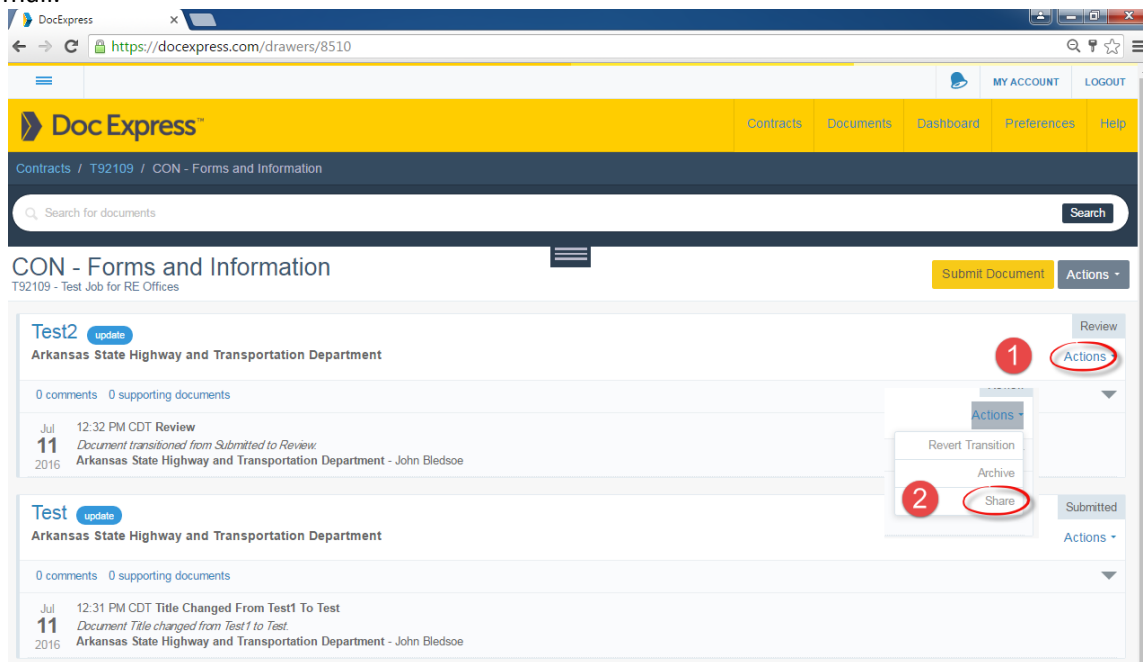 DocExpress
https://docexpress.com/drawers/8510
MY ACCOUNT LOGOUT
Doc Express™
Contracts Documents Dashboard Preferences Help
Contracts / T92109 / CON - Forms and Information
Search for documents Search
CON - Forms and Information
T92109 - Test Job for RE Offices
Submit Document Actions
Test2 update Review
Arkansas State Highway and Transportation Department
1 Actions
0 comments 0 supporting documents
Actions
Revert Transition
Archive
2 Share
Jul 11 2016
12:32 PM CDT Review
Document transitioned from Submitted to Review.
Arkansas State Highway and Transportation Department - John Bledsoe
Test update Submitted
Arkansas State Highway and Transportation Department
Actions
0 comments 0 supporting documents
Jul 11 2016
12:31 PM CDT Title Changed From Test1 To Test
Document Title changed from Test1 to Test.
Arkansas State Highway and Transportation Department - John Bledsoe